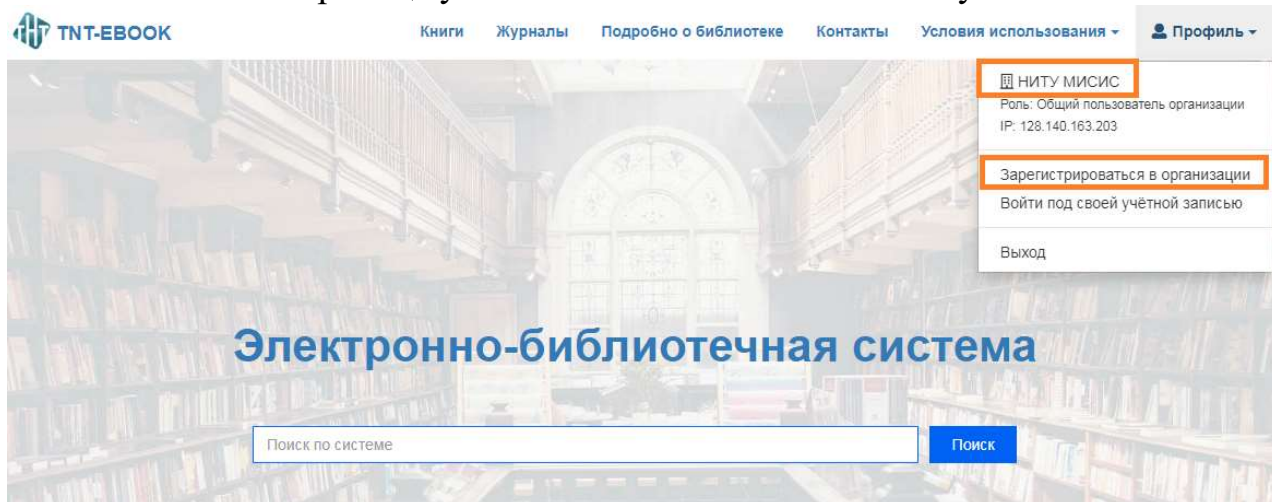 TNT-EBOOK Книги Журналы Подробно о библиотеке Контакты Условия использования Профиль
НИТУ МИСИС
Роль: Общий пользователь организации
IP: 128.140.163.203
Зарегистрироваться в организации
Войти под своей учётной записью
Выход
Электронно-библиотечная система
Поиск по системе Поиск